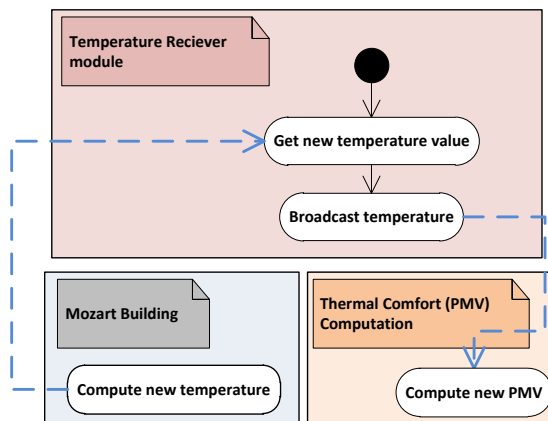 Temperature Reciever
module
Get new temperature value
Broadcast temperature
Mozart Building
Compute new temperature
Thermal Comfort (PMV)
Computation
Compute new PMV